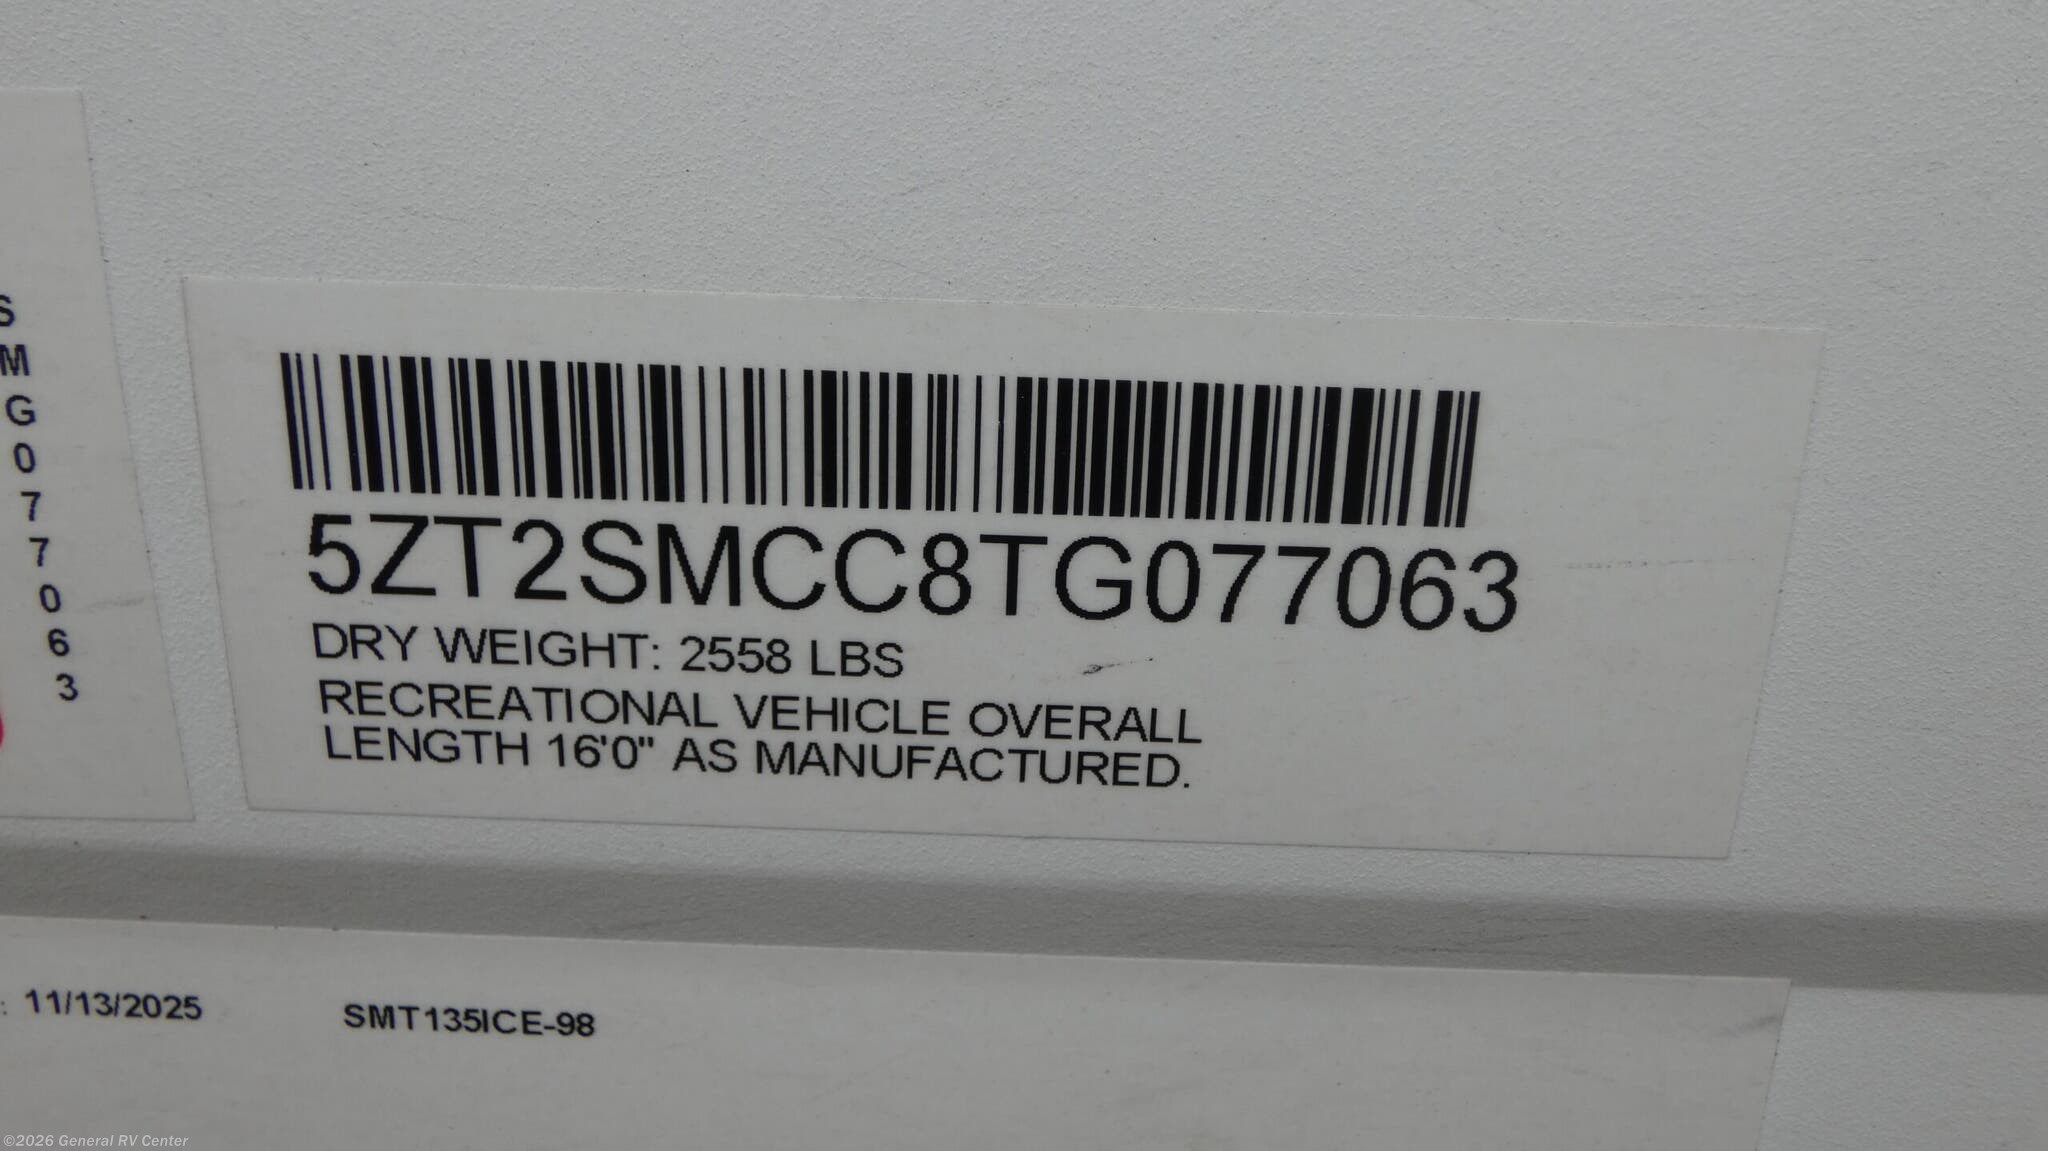 S
M
G
0
7
7
0
6
3
5ZT2SMCC8TG077063
DRY WEIGHT: 2558 LBS
RECREATIONAL VEHICLE OVERALL
LENGTH 16'0" AS MANUFACTURED.
: 11/13/2025 SMT135ICE-98
©2026 General RV Center